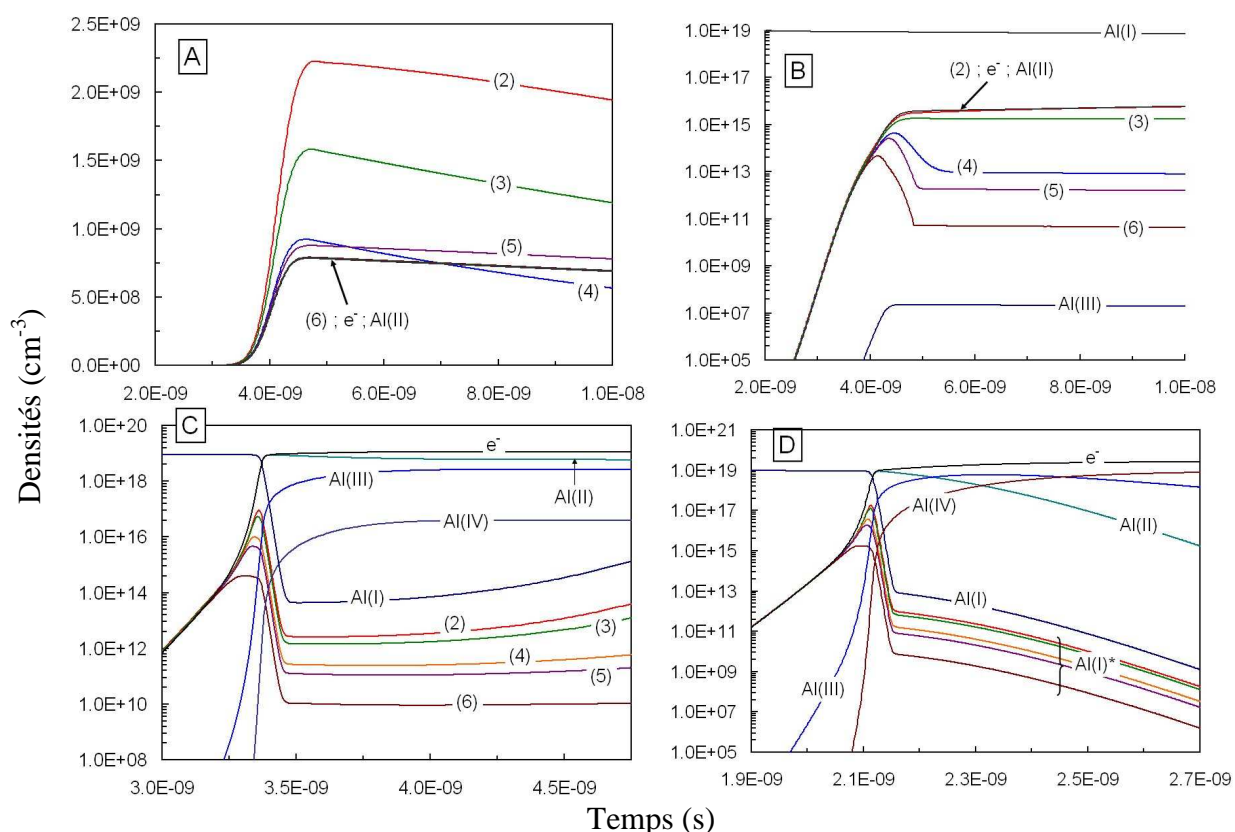 Densités (cm-3)
A
2.5E+09
2.0E+09
1.5E+09
1.0E+09
5.0E+08
0.0E+00
(2)
(3)
(5)
(4)
(6) ; e- ; Al(II)
2.0E-09 4.0E-09 6.0E-09 8.0E-09 1.0E-08
B
1.0E+19
1.0E+17
1.0E+15
1.0E+13
1.0E+11
1.0E+09
1.0E+07
1.0E+05
Al(I)
(2) ; e- ; Al(II)
(3)
(4)
(5)
(6)
Al(III)
2.0E-09 4.0E-09 6.0E-09 8.0E-09 1.0E-08
C
1.0E+20
1.0E+18
1.0E+16
1.0E+14
1.0E+12
1.0E+10
1.0E+08
e-
Al(III)
Al(II)
Al(IV)
Al(I)
(2)
(3)
(4)
(5)
(6)
3.0E-09 3.5E-09 4.0E-09 4.5E-09
D
1.0E+21
1.0E+19
1.0E+17
1.0E+15
1.0E+13
1.0E+11
1.0E+09
1.0E+07
1.0E+05
e-
Al(IV)
Al(II)
Al(I)
Al(I)*
Al(III)
1.9E-09 2.1E-09 2.3E-09 2.5E-09 2.7E-09
Temps (s)